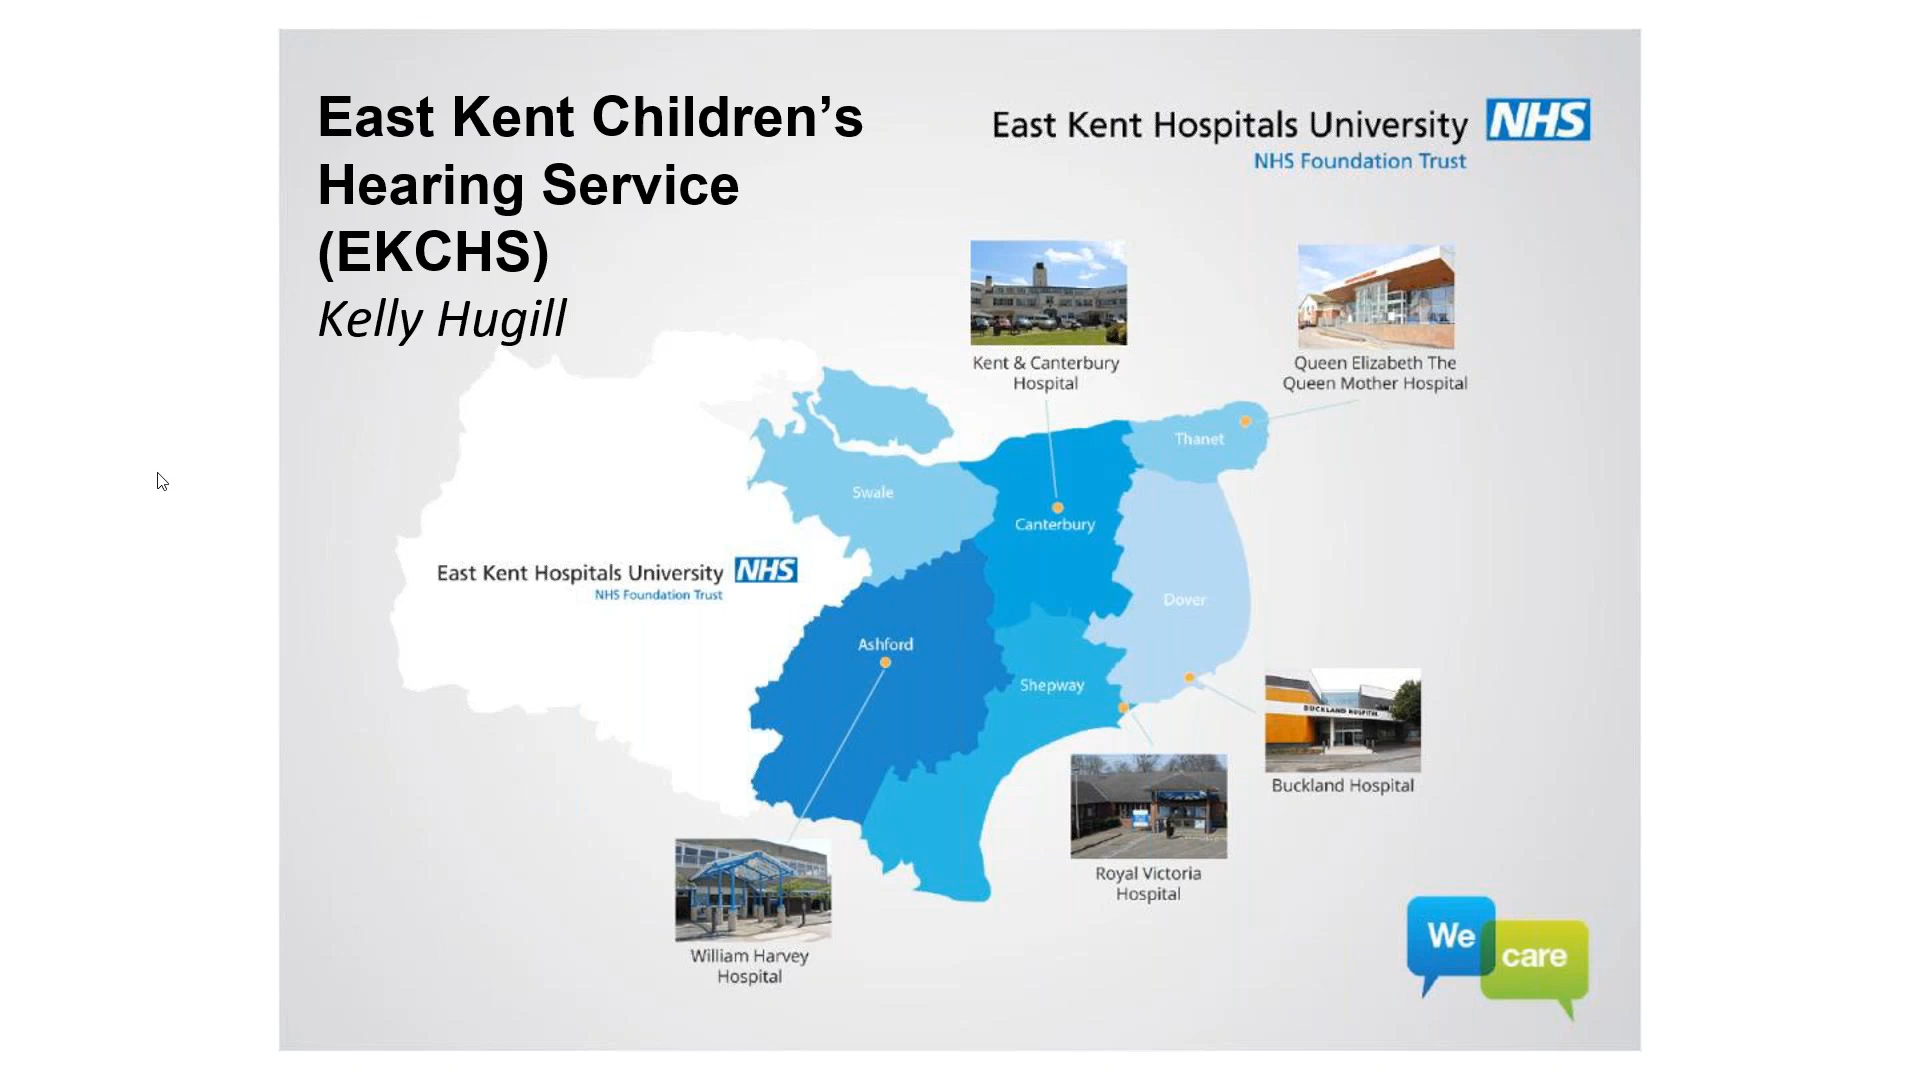 East Kent Children’s
Hearing Service
(EKCHS)
Kelly Hugill
East Kent Hospitals University NHS
NHS Foundation Trust
Kent & Canterbury
Hospital
Queen Elizabeth The
Queen Mother Hospital
Thanet
Swale
Canterbury
East Kent Hospitals University NHS
NHS Foundation Trust
Dover
Ashford
Shepway
BUCKLAND HOSPITAL
Buckland Hospital
Royal Victoria
Hospital
William Harvey
Hospital
We
care